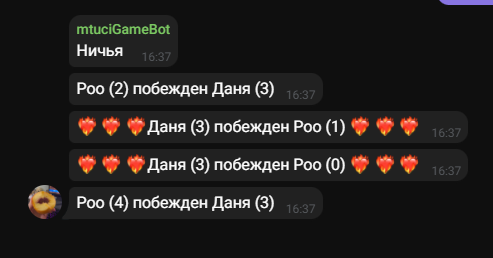 mtuciGameBot
Ничья 16:37
Роо (2) побежден Даня (3) 16:37
❤️‍🔥 ❤️‍🔥 ❤️‍🔥Даня (3) побежден Роо (1) ❤️‍🔥 ❤️‍🔥 ❤️‍🔥 16:37
❤️‍🔥 ❤️‍🔥 ❤️‍🔥Даня (3) побежден Роо (0) ❤️‍🔥 ❤️‍🔥 ❤️‍🔥 16:37
Роо (4) побежден Даня (3) 16:37